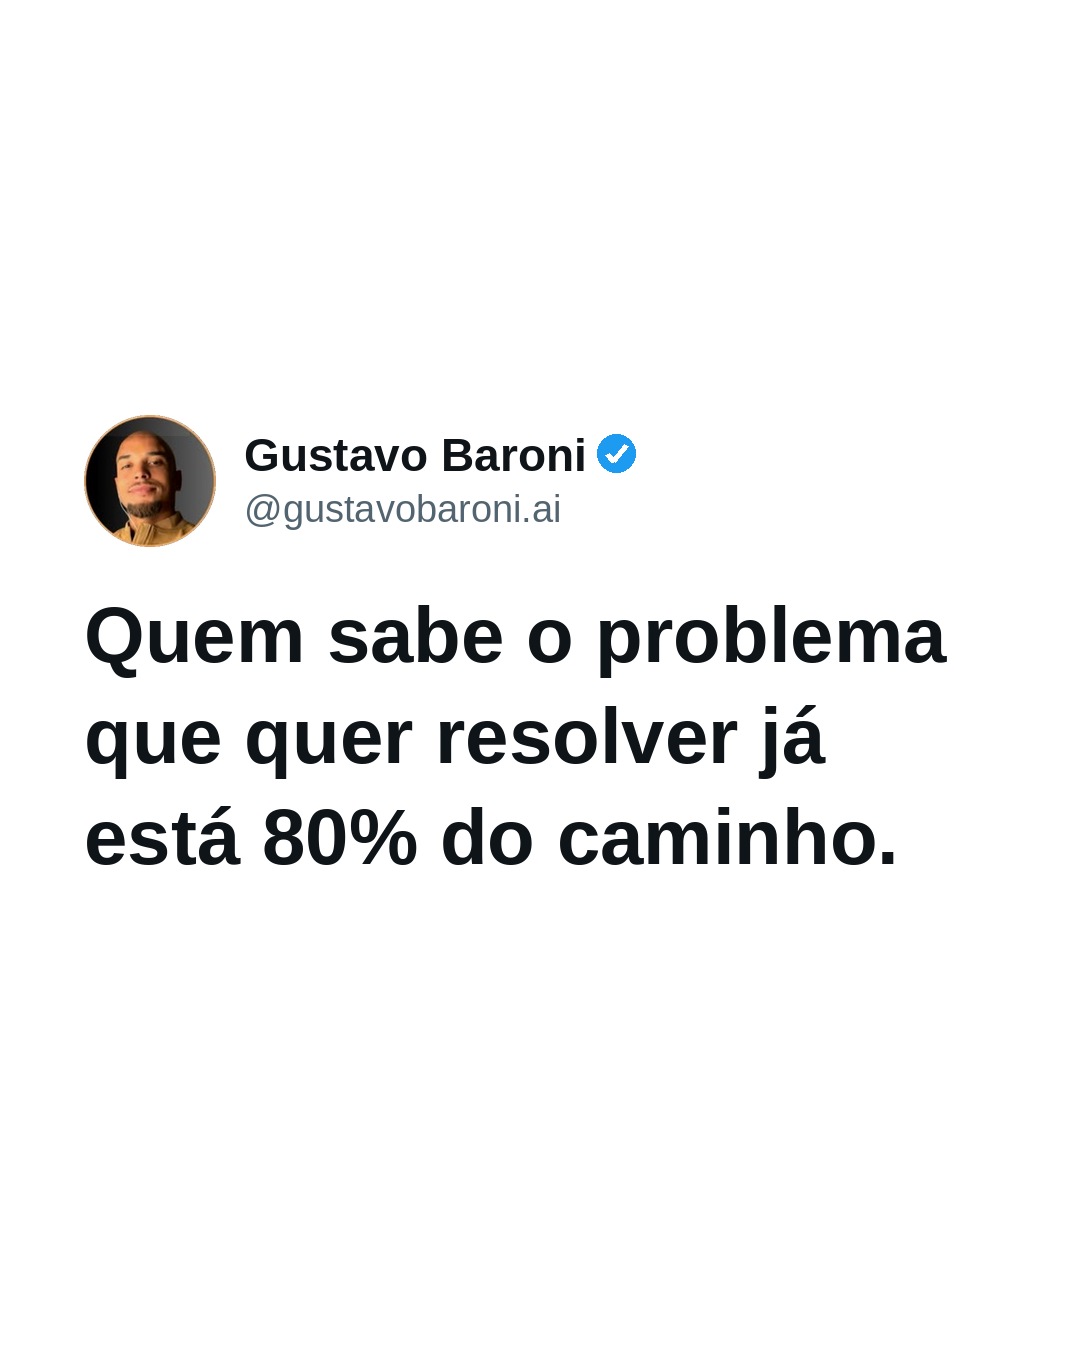 Gustavo Baroni
@gustavobaroni.ai
Quem sabe o problema
que quer resolver já
está 80% do caminho.